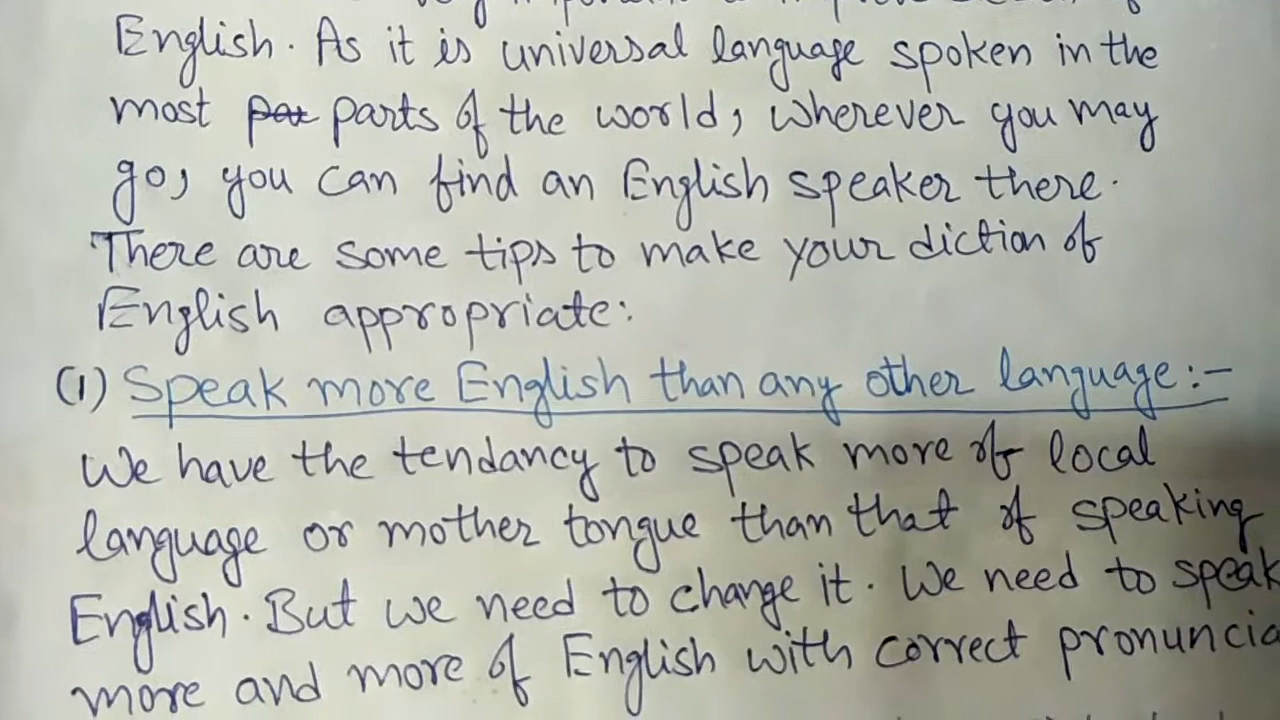 English. As it is universal language spoken in the
most parts of the world, wherever you may
go, you can find an English speaker there.
There are some tips to make your diction of
English appropriate:
(1) Speak more English than any other language:-
We have the tendancy to speak more of local
language or mother tongue than that of speaking
English. But we need to change it. We need to speak
more and more of English with correct pronuncia